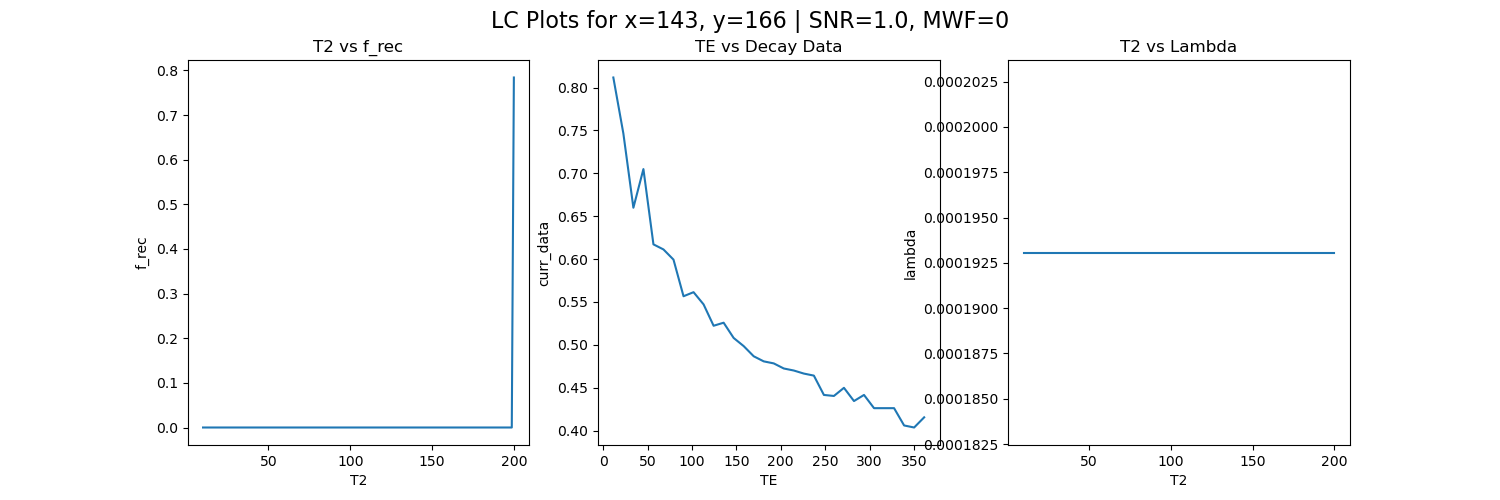 LC Plots for x=143, y=166 | SNR=1.0, MWF=0
T2 vs f_rec
0.8
0.7
0.6
0.5
0.4
0.3
0.2
0.1
0.0
f_rec
50 100 150 200
T2
TE vs Decay Data
0.80
0.75
0.70
0.65
0.60
0.55
0.50
0.45
0.40
curr_data
0 50 100 150 200 250 300 350
TE
T2 vs Lambda
0.0002025
0.0002000
0.0001975
0.0001950
0.0001925
0.0001900
0.0001875
0.0001850
0.0001825
lambda
50 100 150 200
T2